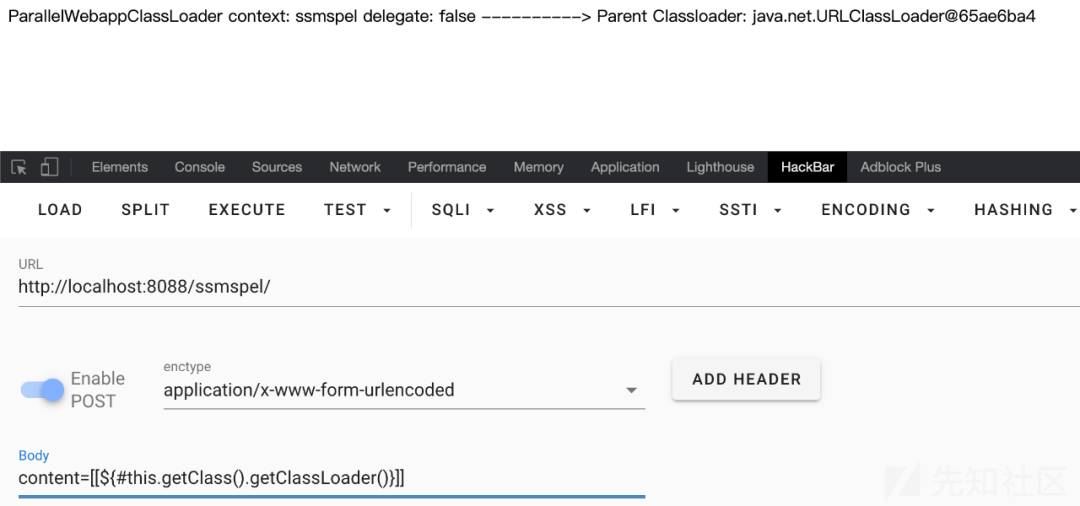 ParallelWebappClassLoader context: ssmspel delegate: false ----------> Parent Classloader: java.net.URLClassLoader@65ae6ba4
Elements Console Sources Network Performance Memory Application Lighthouse HackBar Adblock Plus
LOAD SPLIT EXECUTE TEST SQLI XSS LFI SSTI ENCODING HASHING
URL
http://localhost:8088/ssmspel/
Enable
POST
enctype
application/x-www-form-urlencoded
ADD HEADER
Body
content=[[${#this.getClass().getClassLoader()}]]
先知社区